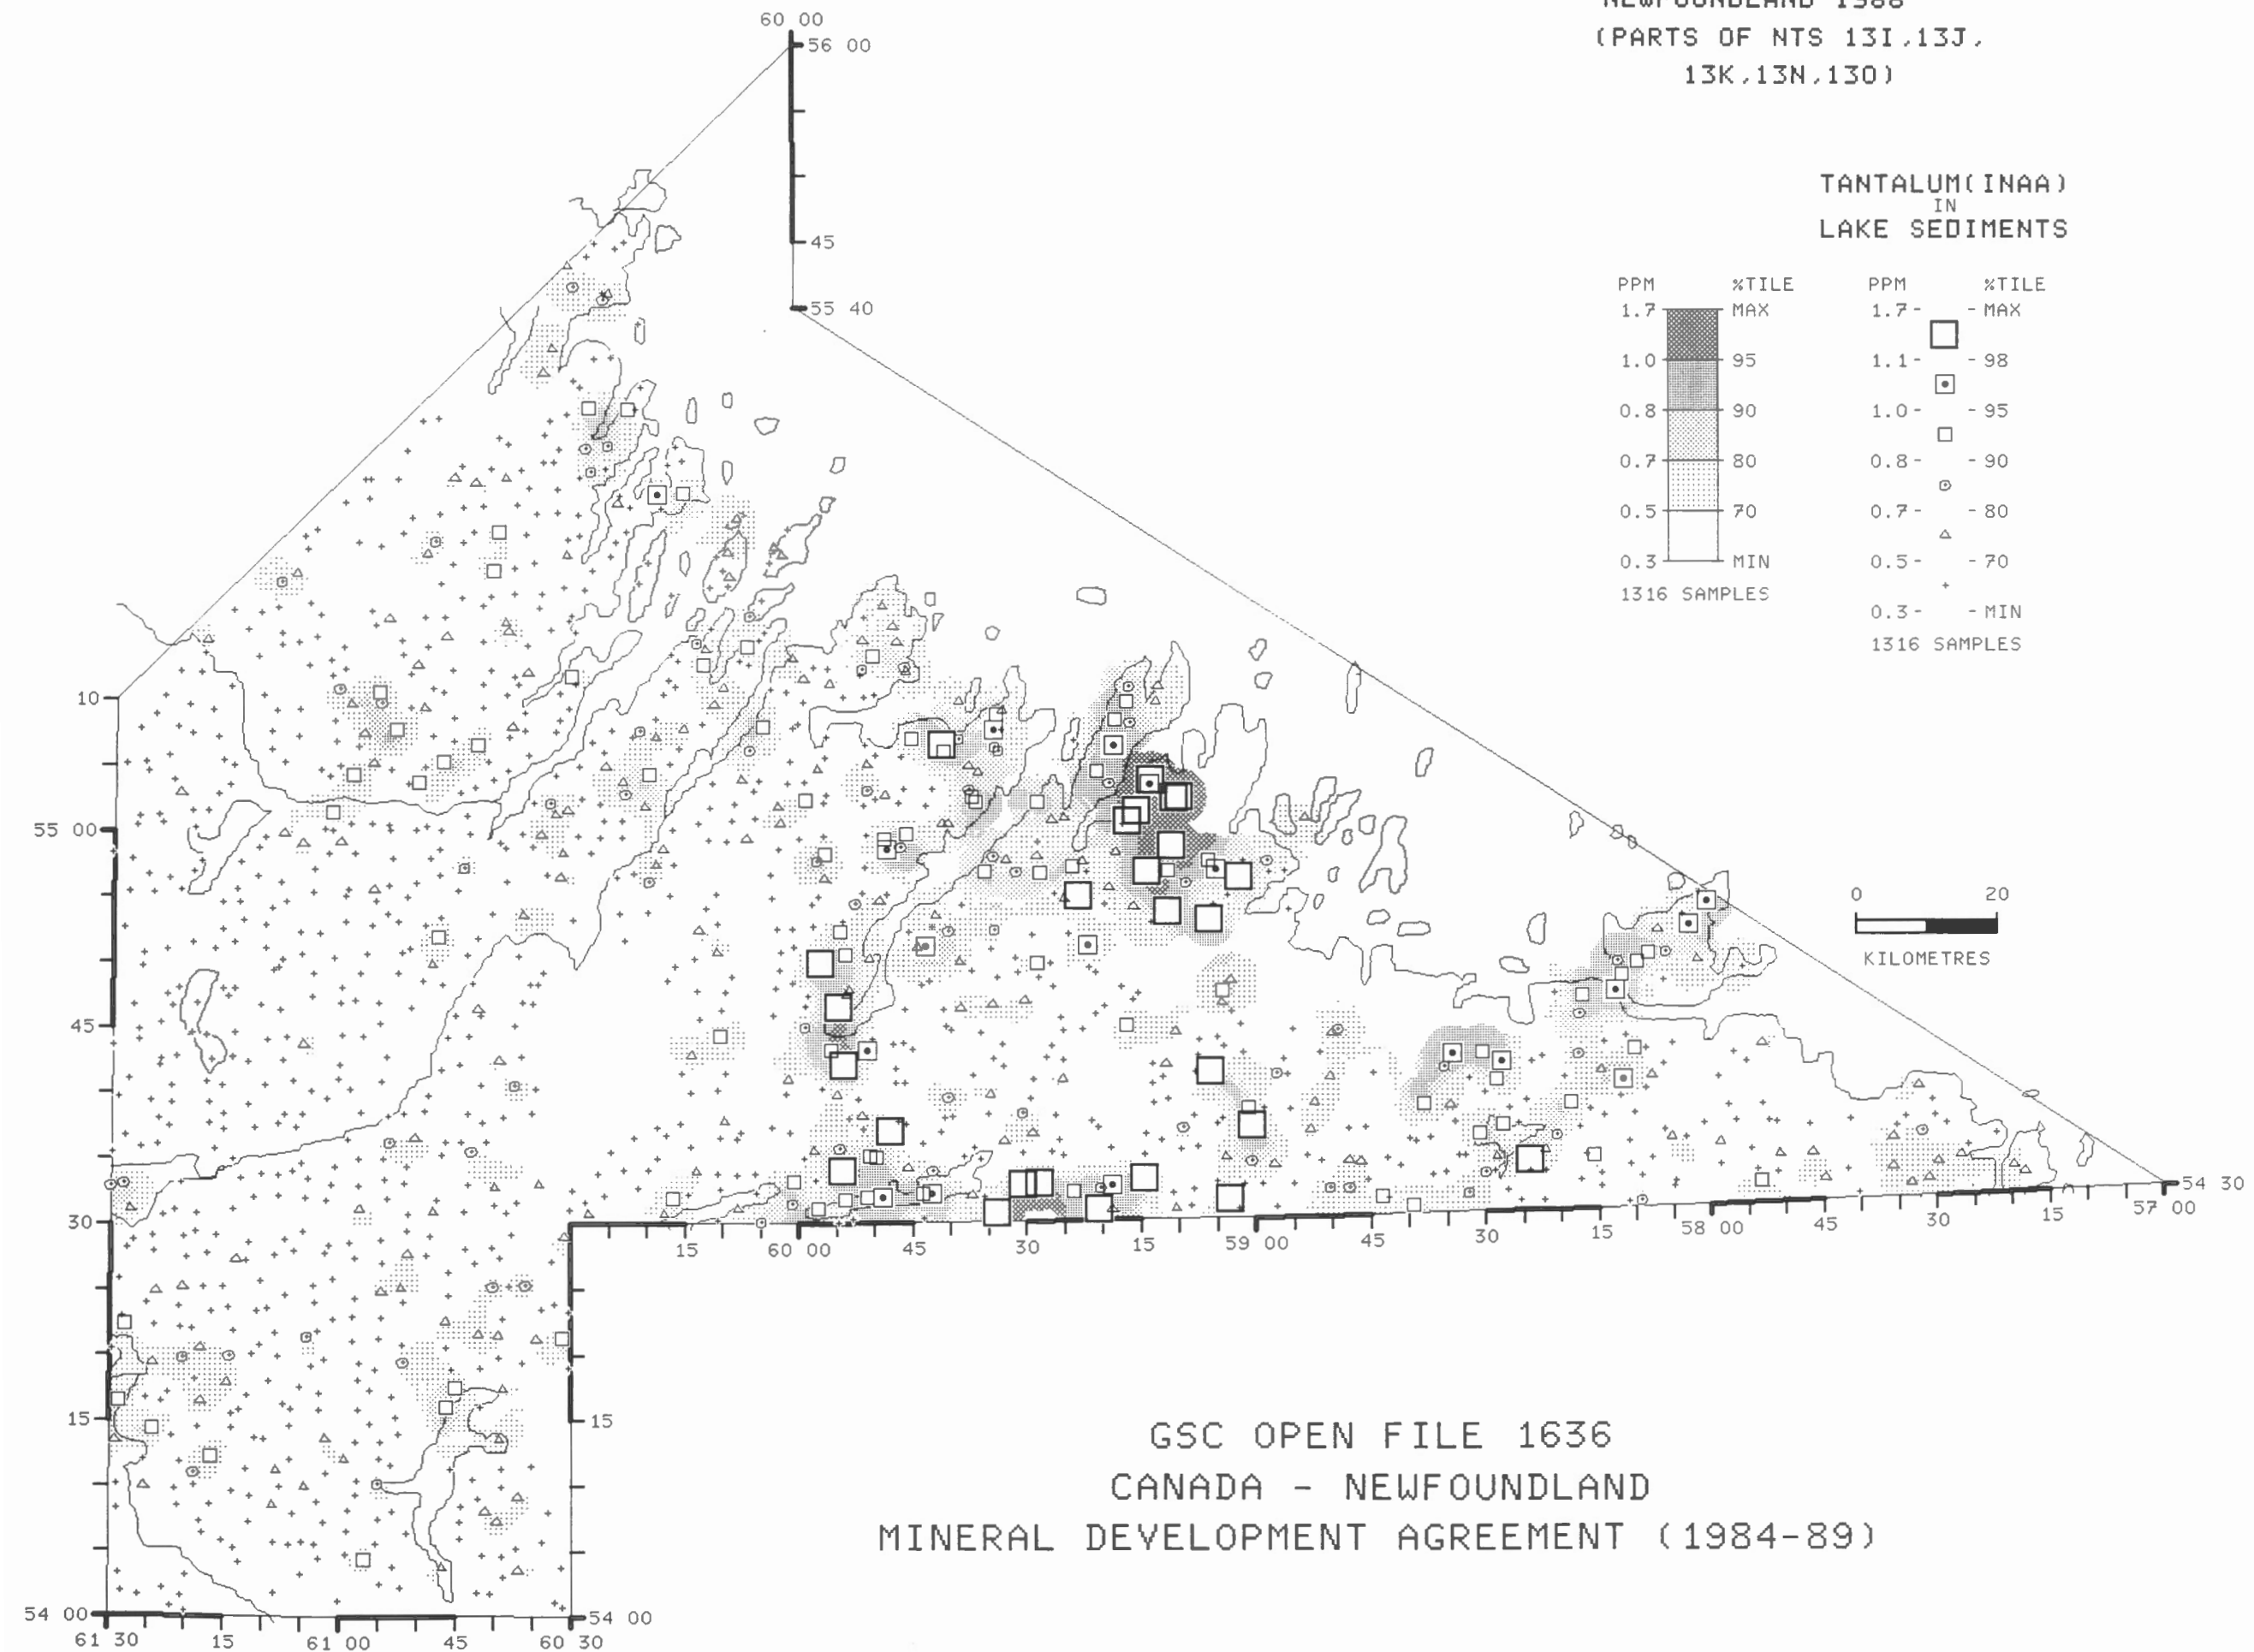 NEWFOUNDLAND 1988
(PARTS OF NTS 13I,13J,
13K,13N,13O)
60 00
56 00
45
55 40
TANTALUM(INAA)
IN
LAKE SEDIMENTS
PPM %TILE
1.7 MAX
1.0 95
0.8 90
0.7 80
0.5 70
0.3 MIN
1316 SAMPLES
PPM %TILE
1.7- - MAX
1.1- - 98
1.0- - 95
0.8- - 90
0.7- - 80
0.5- - 70
0.3- - MIN
1316 SAMPLES
10
55 00
45
30
15
54 00
0 20
KILOMETRES
54 30
57 00
15
60 00
45
30
15
59 00
45
30
15
58 00
45
30
15
15
54 00
61 30
15
61 00
45
60 30
GSC OPEN FILE 1636
CANADA - NEWFOUNDLAND
MINERAL DEVELOPMENT AGREEMENT (1984-89)